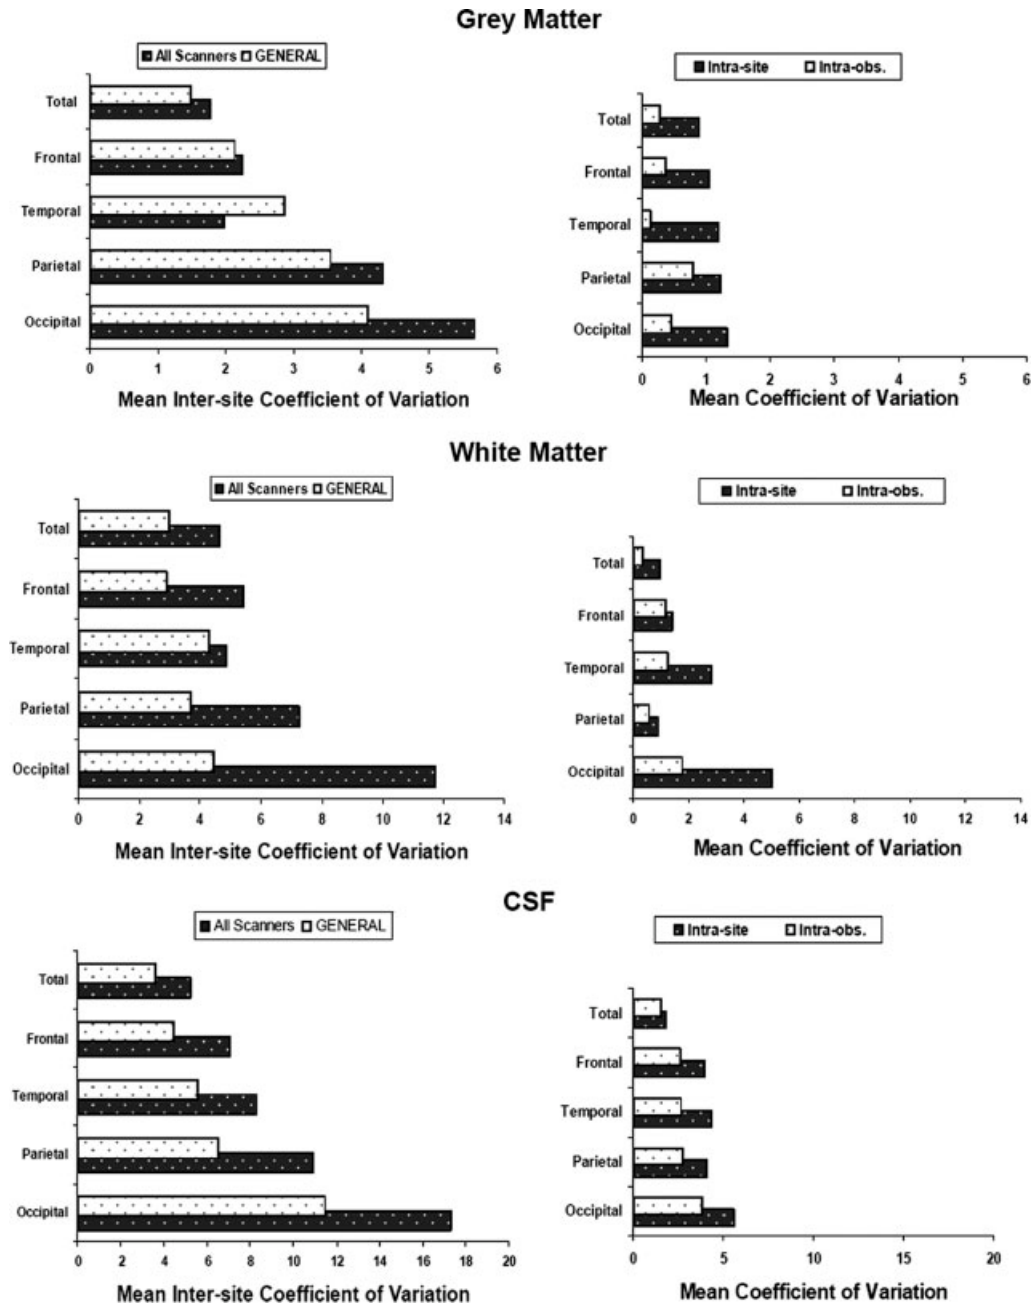 Grey Matter
All Scanners GENERAL
Total
Frontal
Temporal
Parietal
Occipital
0 1 2 3 4 5 6
Mean Inter-site Coefficient of Variation
Intra-site Intra-obs.
Total
Frontal
Temporal
Parietal
Occipital
0 1 2 3 4 5 6
Mean Coefficient of Variation
White Matter
All Scanners GENERAL
Total
Frontal
Temporal
Parietal
Occipital
0 2 4 6 8 10 12 14
Mean Inter-site Coefficient of Variation
Intra-site Intra-obs.
Total
Frontal
Temporal
Parietal
Occipital
0 2 4 6 8 10 12 14
Mean Coefficient of Variation
CSF
All Scanners GENERAL
Total
Frontal
Temporal
Parietal
Occipital
0 2 4 6 8 10 12 14 16 18 20
Mean Inter-site Coefficient of Variation
Intra-site Intra-obs.
Total
Frontal
Temporal
Parietal
Occipital
0 5 10 15 20
Mean Coefficient of Variation